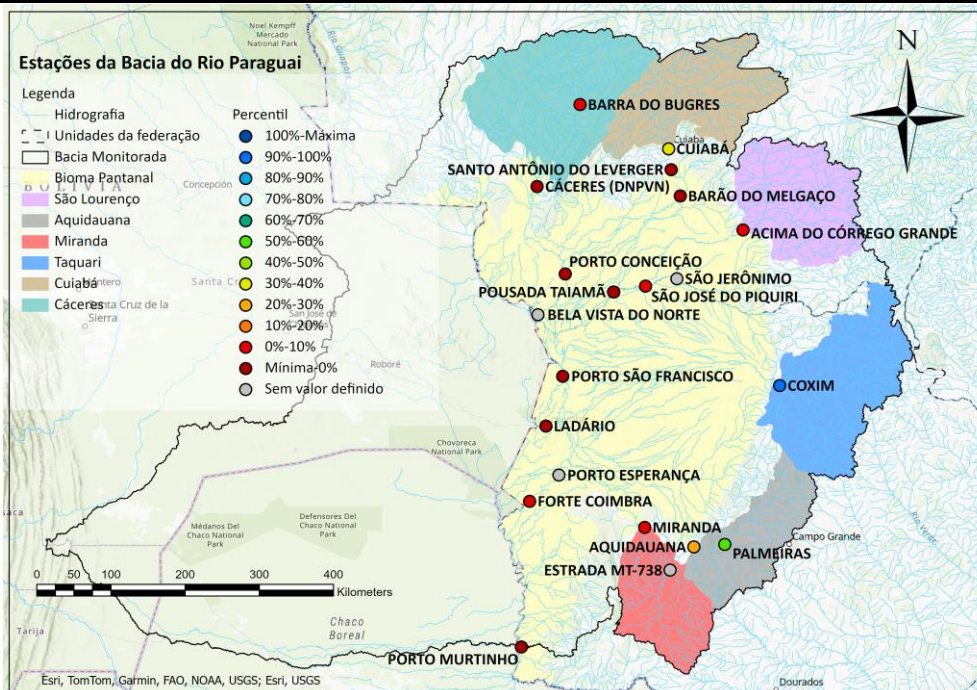 Estações da Bacia do Rio Paraguai
Legenda
Hidrografia
Unidades da federação
Bacia Monitorada
Bioma Pantanal
São Lourenço
Aquidauana
Miranda
Taquari
Cuiabá
Cáceres
Percentil
100%-Máxima
90%-100%
80%-90%
70%-80%
60%-70%
50%-60%
40%-50%
30%-40%
20%-30%
10%-20%
0%-10%
Mínima-0%
Sem valor definido
Noel Kempff
Mercado
National Park
N
BARRA DO BUGRES
Cuiaba
CUIABÁ
SANTO ANTÔNIO DO LEVERGER
CÁCERES (DNPVN)
BARÃO DO MELGAÇO
ACIMA DO CÓRREGO GRANDE
BOLIVIA
Concepción
PORTO CONCEIÇÃO
SÃO JERÔNIMO
POUSADA TAIAMÃ
SÃO JOSÉ DO PIQUIRI
BELA VISTA DO NORTE
Santa Cruz de la
Sierra
Roboré
PORTO SÃO FRANCISCO
COXIM
LADÁRIO
Chovoreca
National Park
PORTO ESPERANÇA
FORTE COIMBRA
Médanos Del
Chaco National
Park
Defensores Del
Chaco National
Park
MIRANDA
AQUIDAUANA
PALMEIRAS
Campo Grande
Rio Verde
ESTRADA MT-738
0 50 100 200 300 400
Kilometers
Chaco
Boreal
Tarija
PORTO MURTINHO
Dourados
Esri, TomTom, Garmin, FAO, NOAA, USGS; Esri, USGS